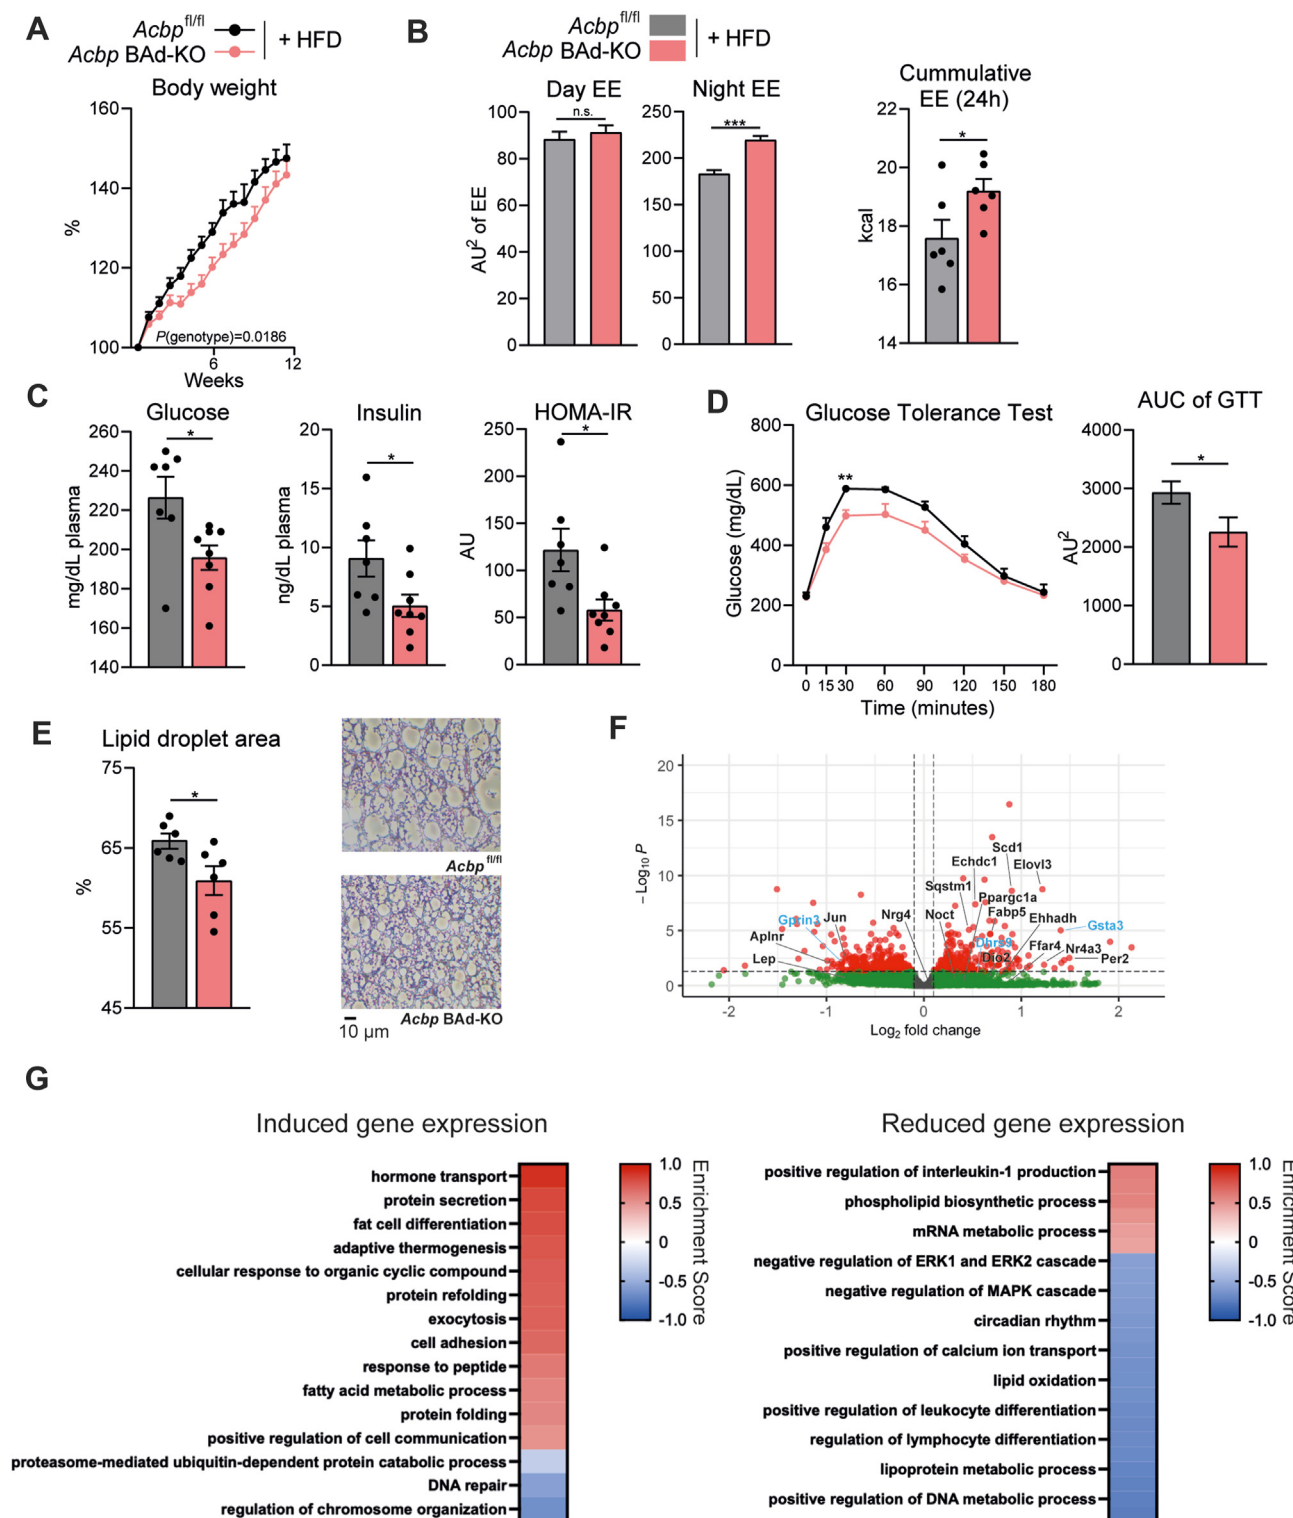 A
Acbp fl/fl
Acbp BAd-KO
+ HFD
Body weight
160
140
120
100
%
P(genotype)=0.0186
6
12
Weeks
B
Acbp fl/fl
Acbp BAd-KO
+ HFD
Day EE
n.s.
100
80
60
40
20
0
AU² of EE
Night EE
***
250
200
150
100
50
0
Cummulative
EE (24h)
*
22
20
18
16
14
kcal
C
Glucose
*
260
240
220
200
180
160
140
mg/dL plasma
Insulin
*
20
15
10
5
0
ng/dL plasma
HOMA-IR
*
250
200
150
100
50
0
AU
D
Glucose Tolerance Test
**
800
600
400
200
0
Glucose (mg/dL)
0 15 30 60 90 120 150 180
Time (minutes)
AUC of GTT
*
4000
3000
2000
1000
0
AU²
E
Lipid droplet area
*
75
65
55
45
%
Acbp fl/fl
Acbp BAd-KO
10 µm
F
20
15
10
5
0
−Log₁₀ P
Scd1
Echdc1
Elovl3
Sqstm1
Ppargc1a
Fabp5
Gprin3
Jun
Nrg4
Noct
Ehhadh
Gsta3
Aplnr
Dhrs9
Ffar4
Nr4a3
Lep
Dio2
Per2
-2 -1 0 1 2
Log₂ fold change
G
Induced gene expression
hormone transport
protein secretion
fat cell differentiation
adaptive thermogenesis
cellular response to organic cyclic compound
protein refolding
exocytosis
cell adhesion
response to peptide
fatty acid metabolic process
protein folding
positive regulation of cell communication
proteasome-mediated ubiquitin-dependent protein catabolic process
DNA repair
regulation of chromosome organization
1.0
0.5
0
-0.5
-1.0
Enrichment Score
Reduced gene expression
positive regulation of interleukin-1 production
phospholipid biosynthetic process
mRNA metabolic process
negative regulation of ERK1 and ERK2 cascade
negative regulation of MAPK cascade
circadian rhythm
positive regulation of calcium ion transport
lipid oxidation
positive regulation of leukocyte differentiation
regulation of lymphocyte differentiation
lipoprotein metabolic process
positive regulation of DNA metabolic process
1.0
0.5
0
-0.5
-1.0
Enrichment Score